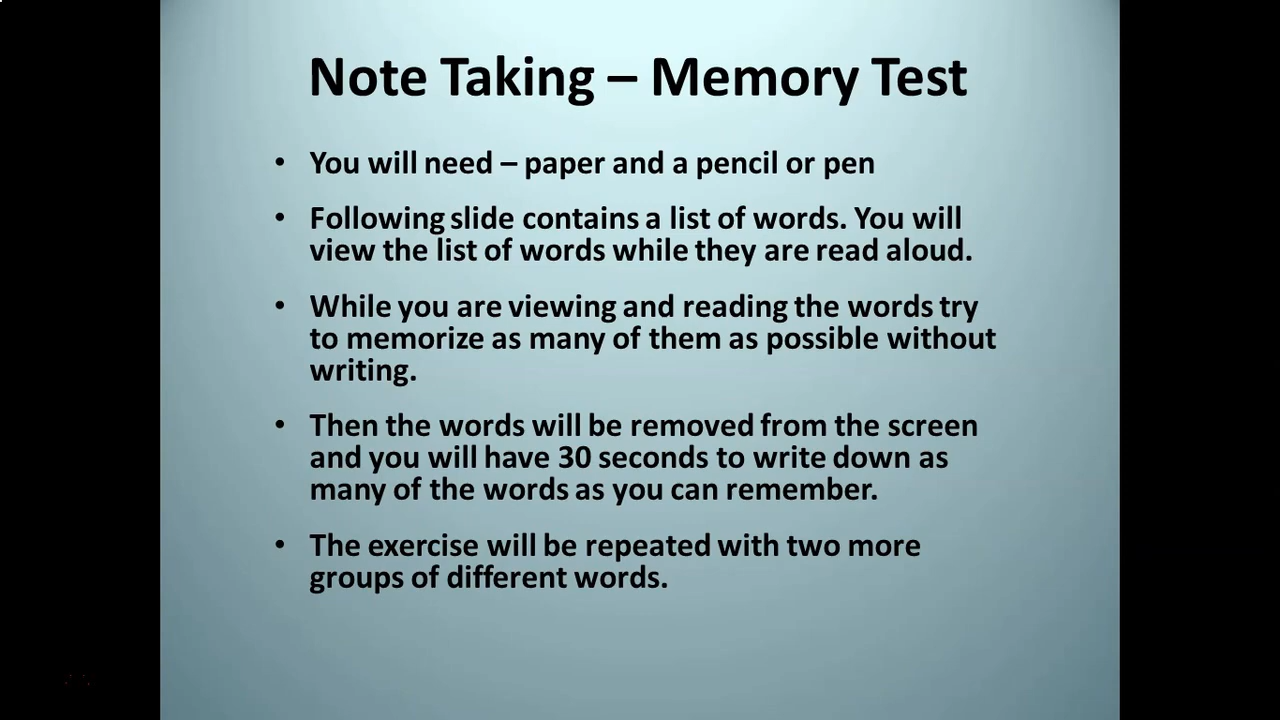 Note Taking – Memory Test
• You will need – paper and a pencil or pen
• Following slide contains a list of words. You will
view the list of words while they are read aloud.
• While you are viewing and reading the words try
to memorize as many of them as possible without
writing.
• Then the words will be removed from the screen
and you will have 30 seconds to write down as
many of the words as you can remember.
• The exercise will be repeated with two more
groups of different words.